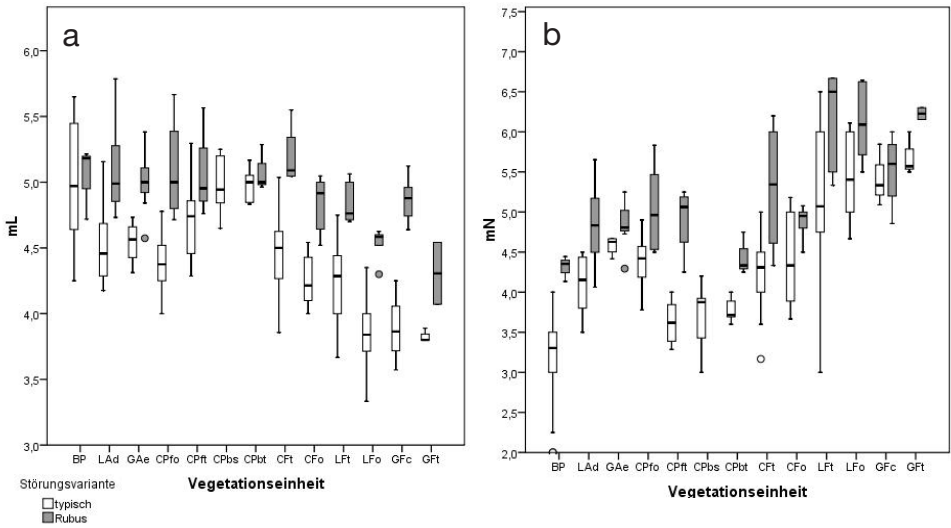 a
6,0
5,5
5,0
4,5
4,0
3,5
3,0
mL
BP LAd GAe CPfo CPft CPbs CPbt CFt CFo LFt LFo GFc GFt
Vegetationseinheit
Störungsvariante
typisch
Rubus
b
7,5
7,0
6,5
6,0
5,5
5,0
4,5
4,0
3,5
3,0
2,5
2,0
mN
BP LAd GAe CPfo CPft CPbs CPbt CFt CFo LFt LFo GFc GFt
Vegetationseinheit